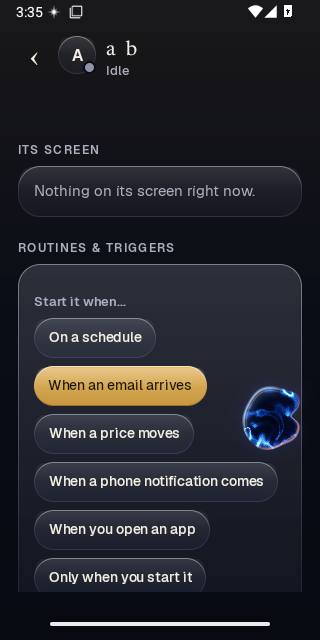 3:35
A
a b
Idle
ITS SCREEN
Nothing on its screen right now.
ROUTINES & TRIGGERS
Start it when...
On a schedule
When an email arrives
When a price moves
When a phone notification comes
When you open an app
Only when you start it